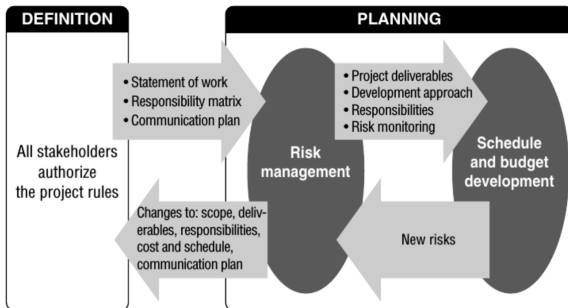 DEFINITION
PLANNING
All stakeholders
authorize
the project rules
• Statement of work
• Responsibility matrix
• Communication plan
Risk
management
• Project deliverables
• Development approach
• Responsibilities
• Risk monitoring
Schedule
and budget
development
Changes to: scope, deliv-
erables, responsibilities,
cost and schedule,
communication plan
New risks